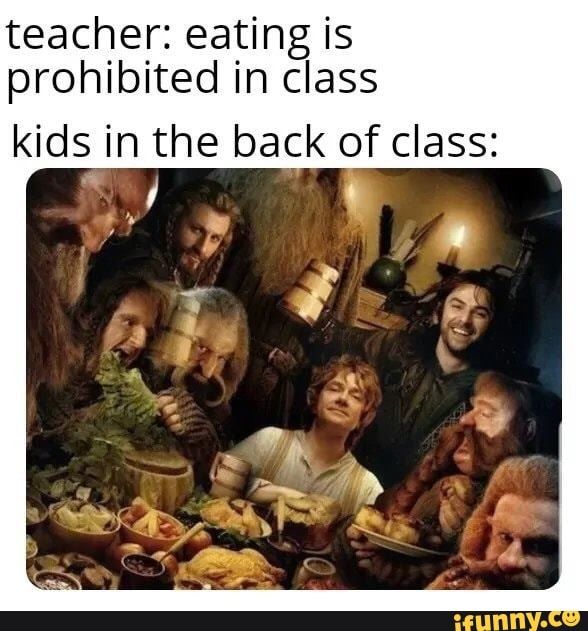 teacher: eating is
prohibited in class
kids in the back of class:
ifunny.co